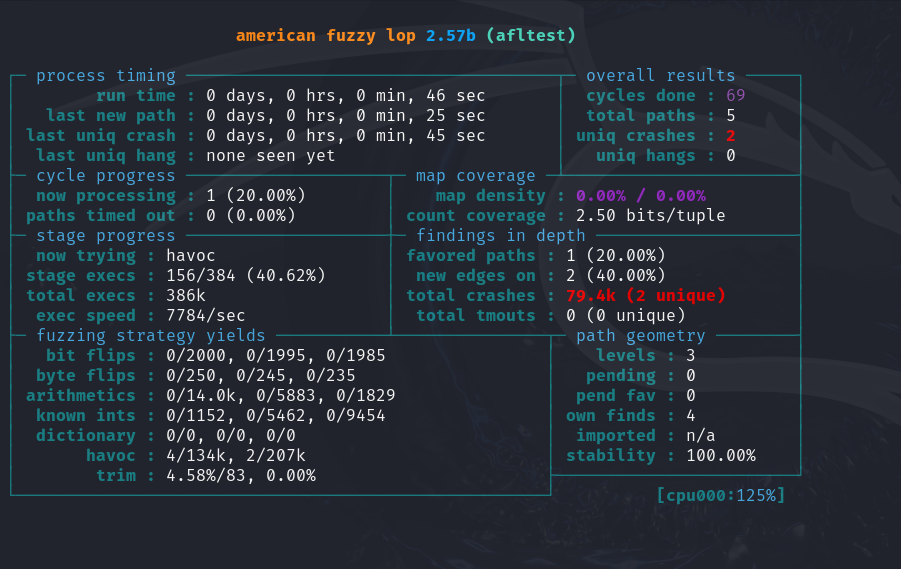 american fuzzy lop 2.57b (afltest)
process timing overall results
run time : 0 days, 0 hrs, 0 min, 46 sec cycles done : 69
last new path : 0 days, 0 hrs, 0 min, 25 sec total paths : 5
last uniq crash : 0 days, 0 hrs, 0 min, 45 sec uniq crashes : 2
last uniq hang : none seen yet uniq hangs : 0
cycle progress map coverage
now processing : 1 (20.00%) map density : 0.00% / 0.00%
paths timed out : 0 (0.00%) count coverage : 2.50 bits/tuple
stage progress findings in depth
now trying : havoc favored paths : 1 (20.00%)
stage execs : 156/384 (40.62%) new edges on : 2 (40.00%)
total execs : 386k total crashes : 79.4k (2 unique)
exec speed : 7784/sec total tmouts : 0 (0 unique)
fuzzing strategy yields path geometry
bit flips : 0/2000, 0/1995, 0/1985 levels : 3
byte flips : 0/250, 0/245, 0/235 pending : 0
arithmetics : 0/14.0k, 0/5883, 0/1829 pend fav : 0
known ints : 0/1152, 0/5462, 0/9454 own finds : 4
dictionary : 0/0, 0/0, 0/0 imported : n/a
havoc : 4/134k, 2/207k stability : 100.00%
trim : 4.58%/83, 0.00%
[cpu000:125%]